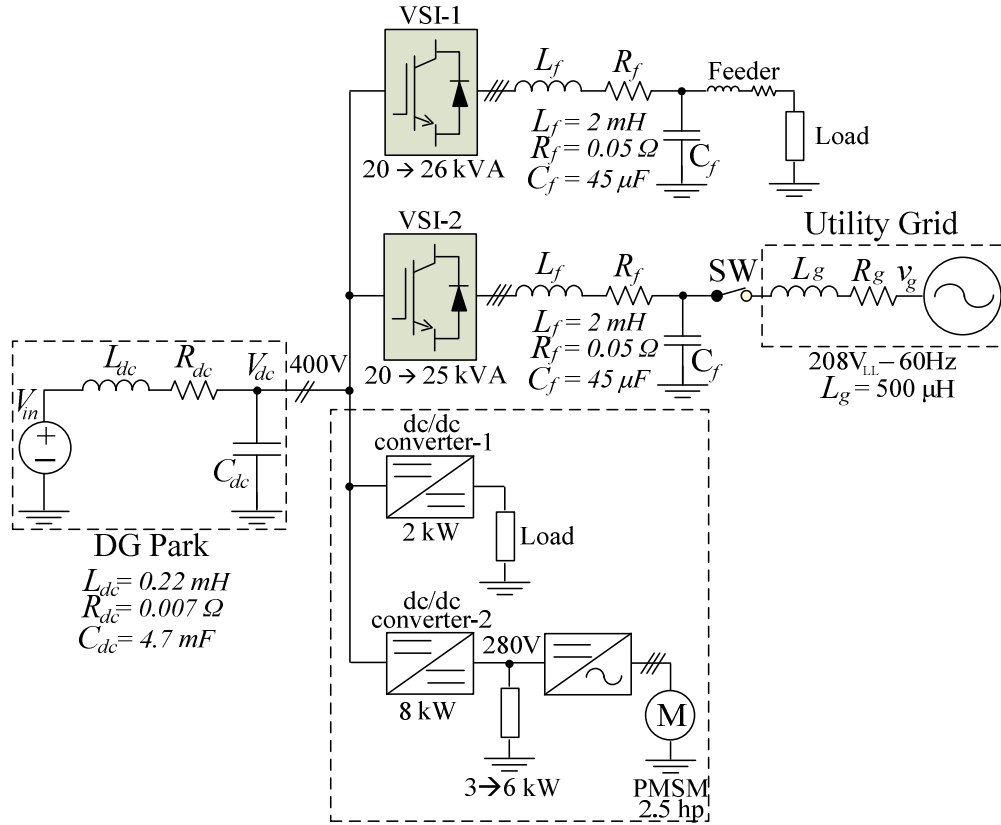 VSI-1
L_f
R_f
Feeder
L_f = 2 mH
R_f = 0.05 Ω
C_f = 45 μF
C_f
Load
20 → 26 kVA
VSI-2
L_f
R_f
SW
Utility Grid
L_g
R_g
v_g
L_f = 2 mH
R_f = 0.05 Ω
C_f = 45 μF
C_f
20 → 25 kVA
208V_LL – 60Hz
L_g = 500 μH
L_dc
R_dc
V_dc
400V
V_in
C_dc
DG Park
L_dc = 0.22 mH
R_dc = 0.007 Ω
C_dc = 4.7 mF
dc/dc
converter-1
2 kW
Load
dc/dc
converter-2
280V
8 kW
M
3→6 kW
PMSM
2.5 hp